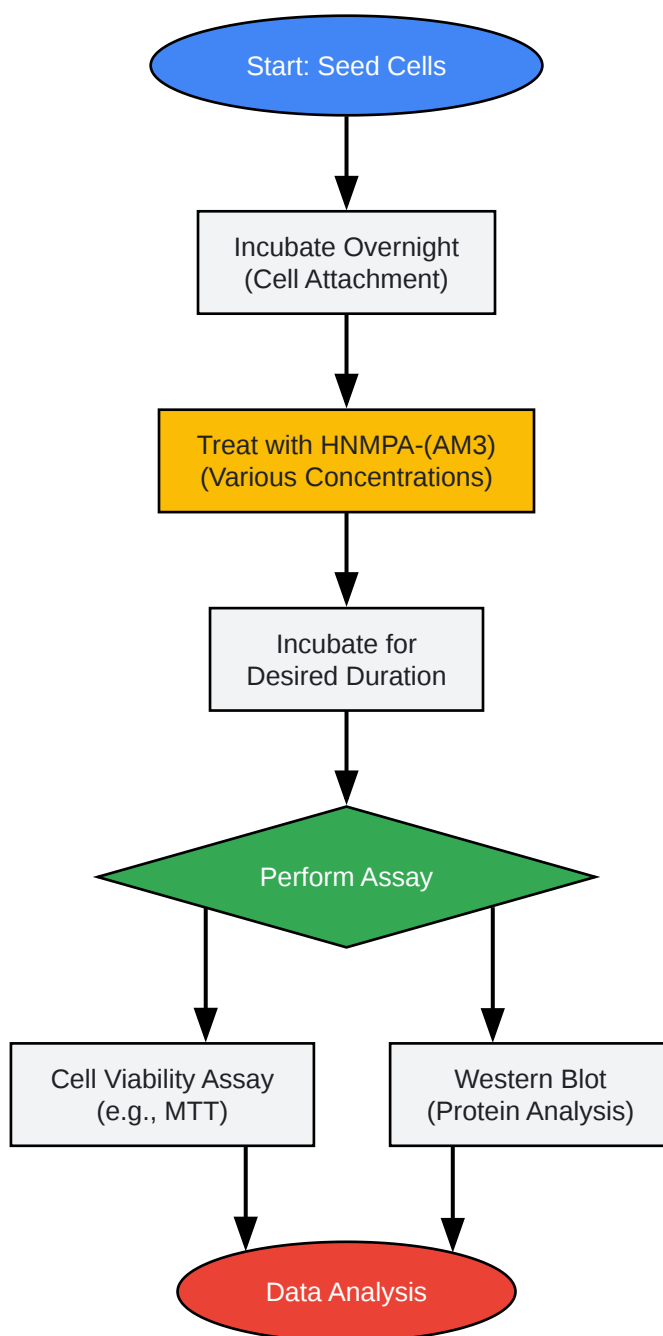 Start: Seed Cells
Incubate Overnight
(Cell Attachment)
Treat with HNMPA-(AM3)
(Various Concentrations)
Incubate for
Desired Duration
Perform Assay
Cell Viability Assay
(e.g., MTT)
Western Blot
(Protein Analysis)
Data Analysis